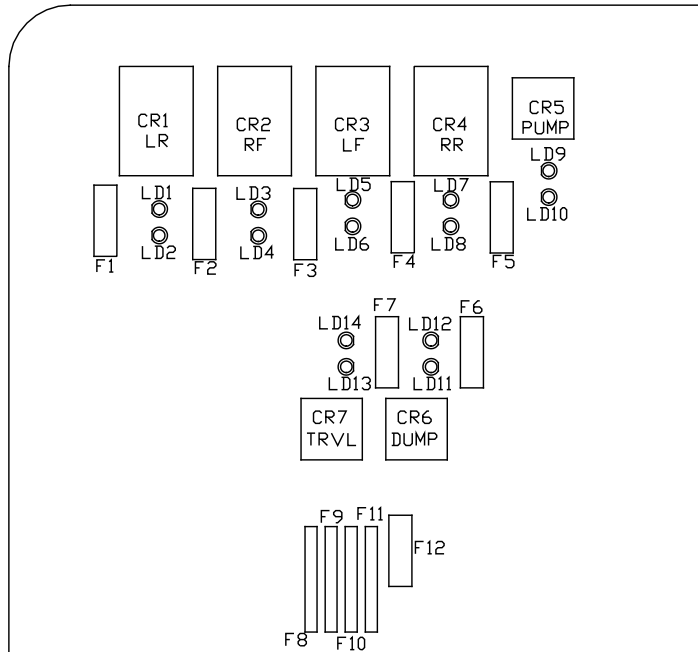 CR1
LR
CR2
RF
CR3
LF
CR4
RR
CR5
PUMP
LD1
LD2
LD3
LD4
LD5
LD6
LD7
LD8
LD9
LD10
F1
F2
F3
F4
F5
LD14
LD13
F7
LD12
LD11
F6
CR7
TRVL
CR6
DUMP
F8
F9
F10
F11
F12